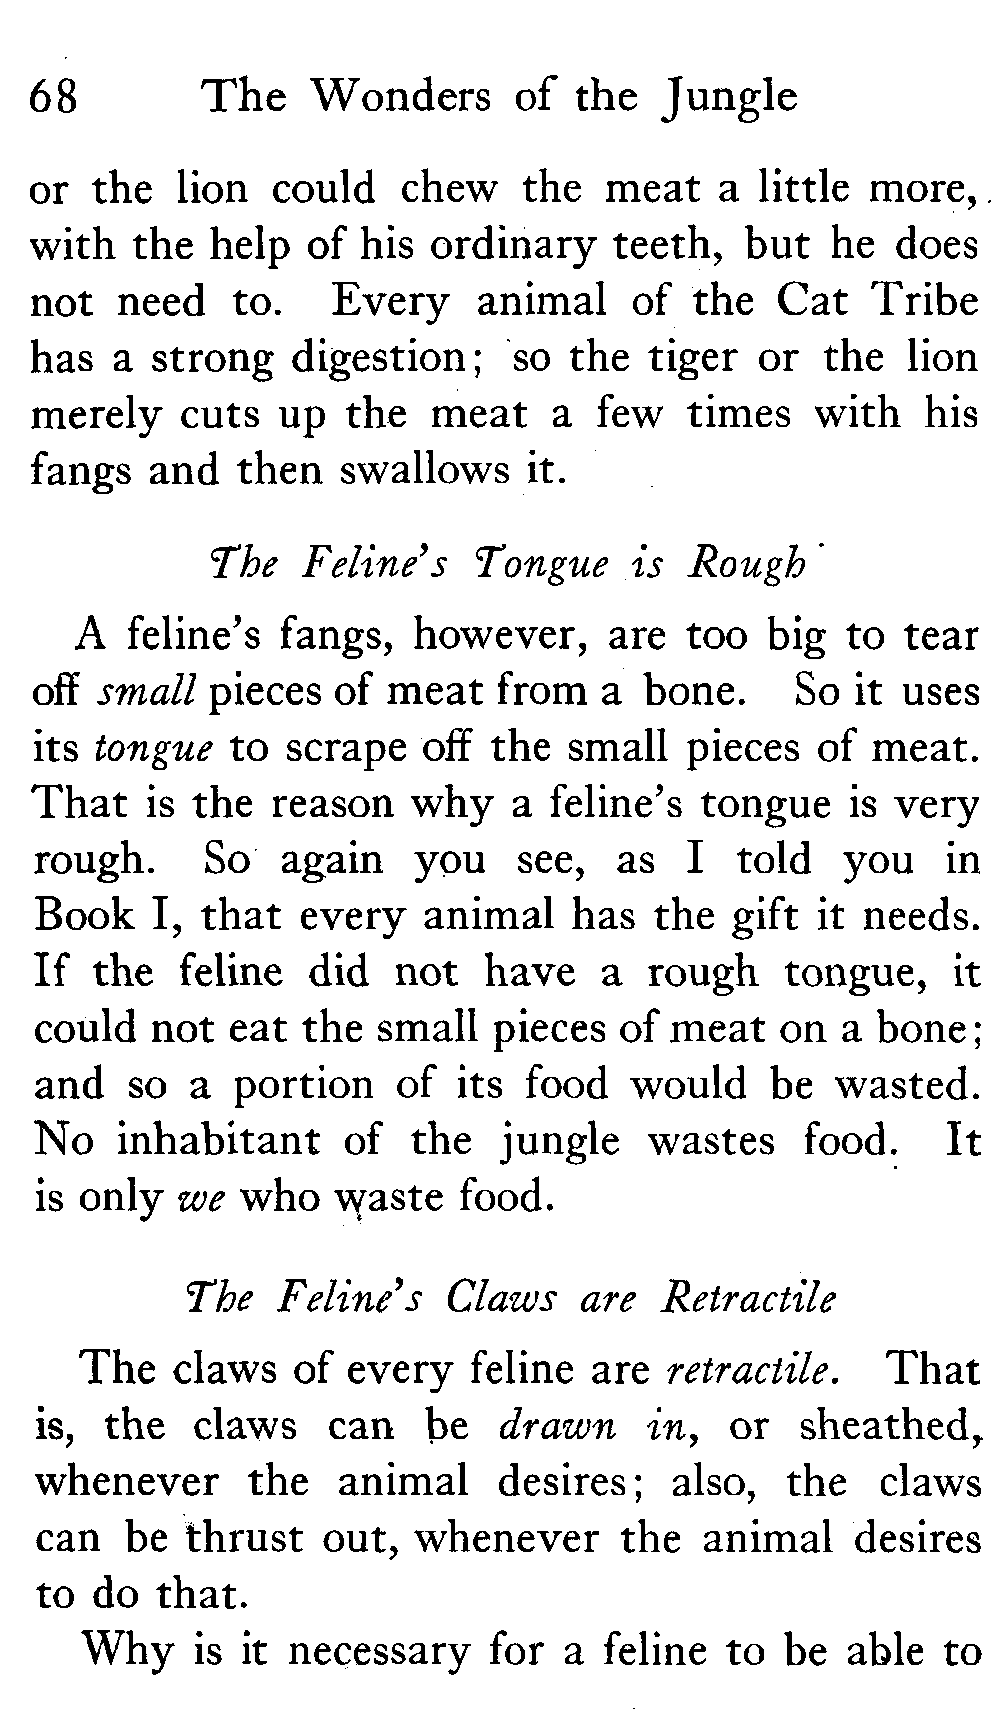 68 The Wonders of the Jungle
or the lion could chew the meat a little more,
with the help of his ordinary teeth, but he does
not need to. Every animal of the Cat Tribe
has a strong digestion; so the tiger or the lion
merely cuts up the meat a few times with his
fangs and then swallows it.
The Feline's Tongue is Rough
A feline's fangs, however, are too big to tear
off small pieces of meat from a bone. So it uses
its tongue to scrape off the small pieces of meat.
That is the reason why a feline's tongue is very
rough. So again you see, as I told you in
Book I, that every animal has the gift it needs.
If the feline did not have a rough tongue, it
could not eat the small pieces of meat on a bone;
and so a portion of its food would be wasted.
No inhabitant of the jungle wastes food. It
is only we who waste food.
The Feline's Claws are Retractile
The claws of every feline are retractile. That
is, the claws can be drawn in, or sheathed,
whenever the animal desires; also, the claws
can be thrust out, whenever the animal desires
to do that.
Why is it necessary for a feline to be able to